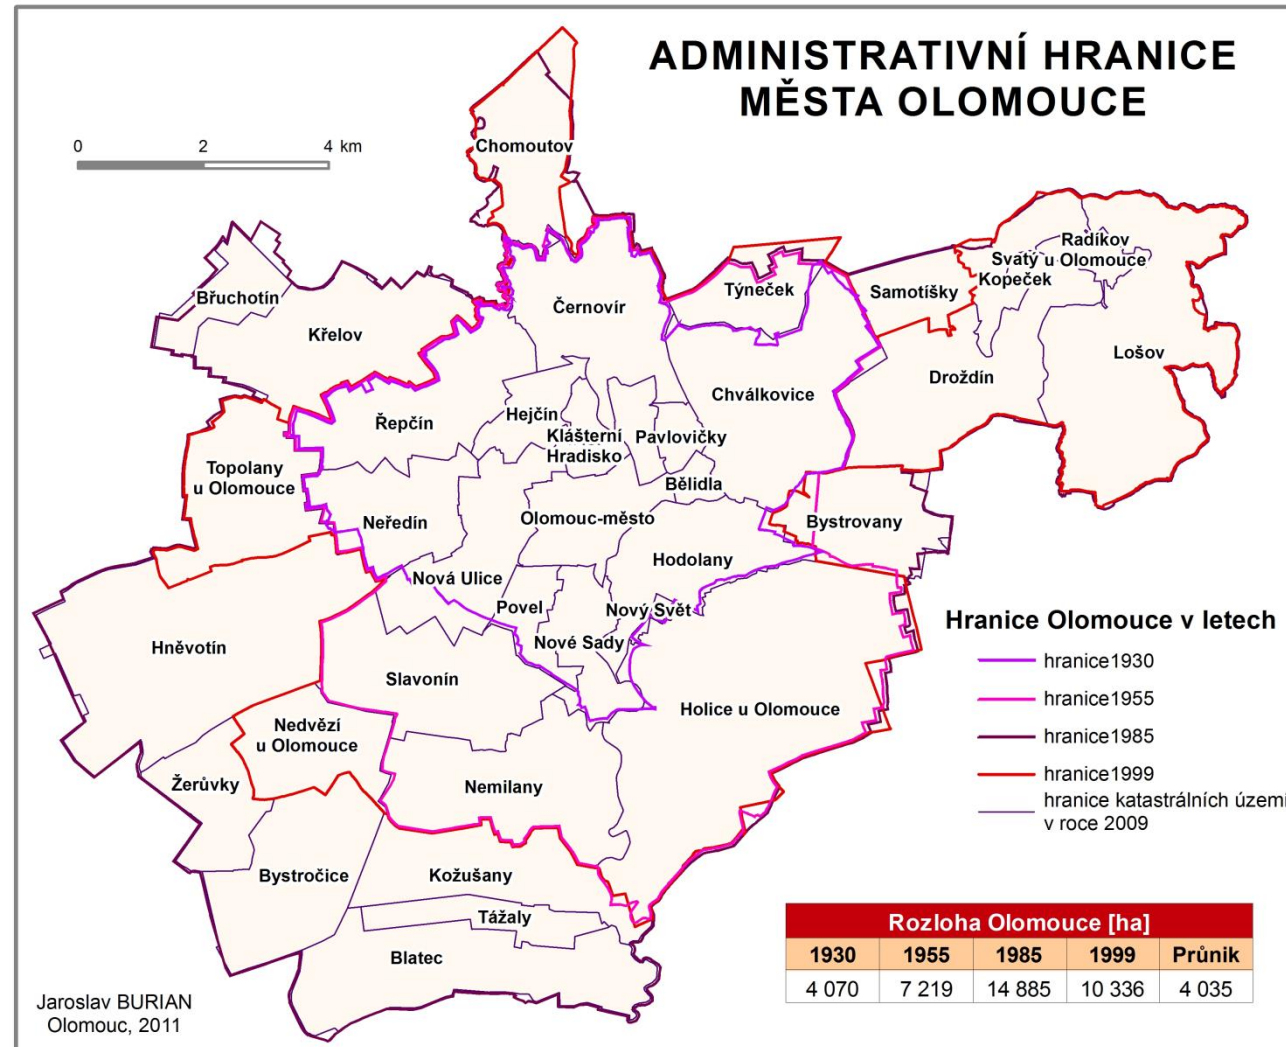 ADMINISTRATIVNÍ HRANICE
MĚSTA OLOMOUCE
0 2 4 km
Chomoutov
Břuchotín
Křelov
Černovír
Týneček
Samotíšky
Svatý
Kopeček
Radíkov
u Olomouce
Lošov
Droždín
Chválkovice
Řepčín
Hejčín
Klášterní
Hradisko
Pavlovičky
Bělidla
Topolany
u Olomouce
Neředín
Olomouc-město
Bystrovany
Hodolany
Nová Ulice
Povel
Nový Svět
Nové Sady
Hněvotín
Slavonín
Holice u Olomouce
Nedvězí
u Olomouce
Žerůvky
Nemilany
Bystročice
Kožušany
Tážaly
Blatec
Hranice Olomouce v letech
hranice1930
hranice1955
hranice1985
hranice1999
hranice katastrálních území
v roce 2009
Rozloha Olomouce [ha]
1930 1955 1985 1999 Průnik
4 070 7 219 14 885 10 336 4 035
Jaroslav BURIAN
Olomouc, 2011